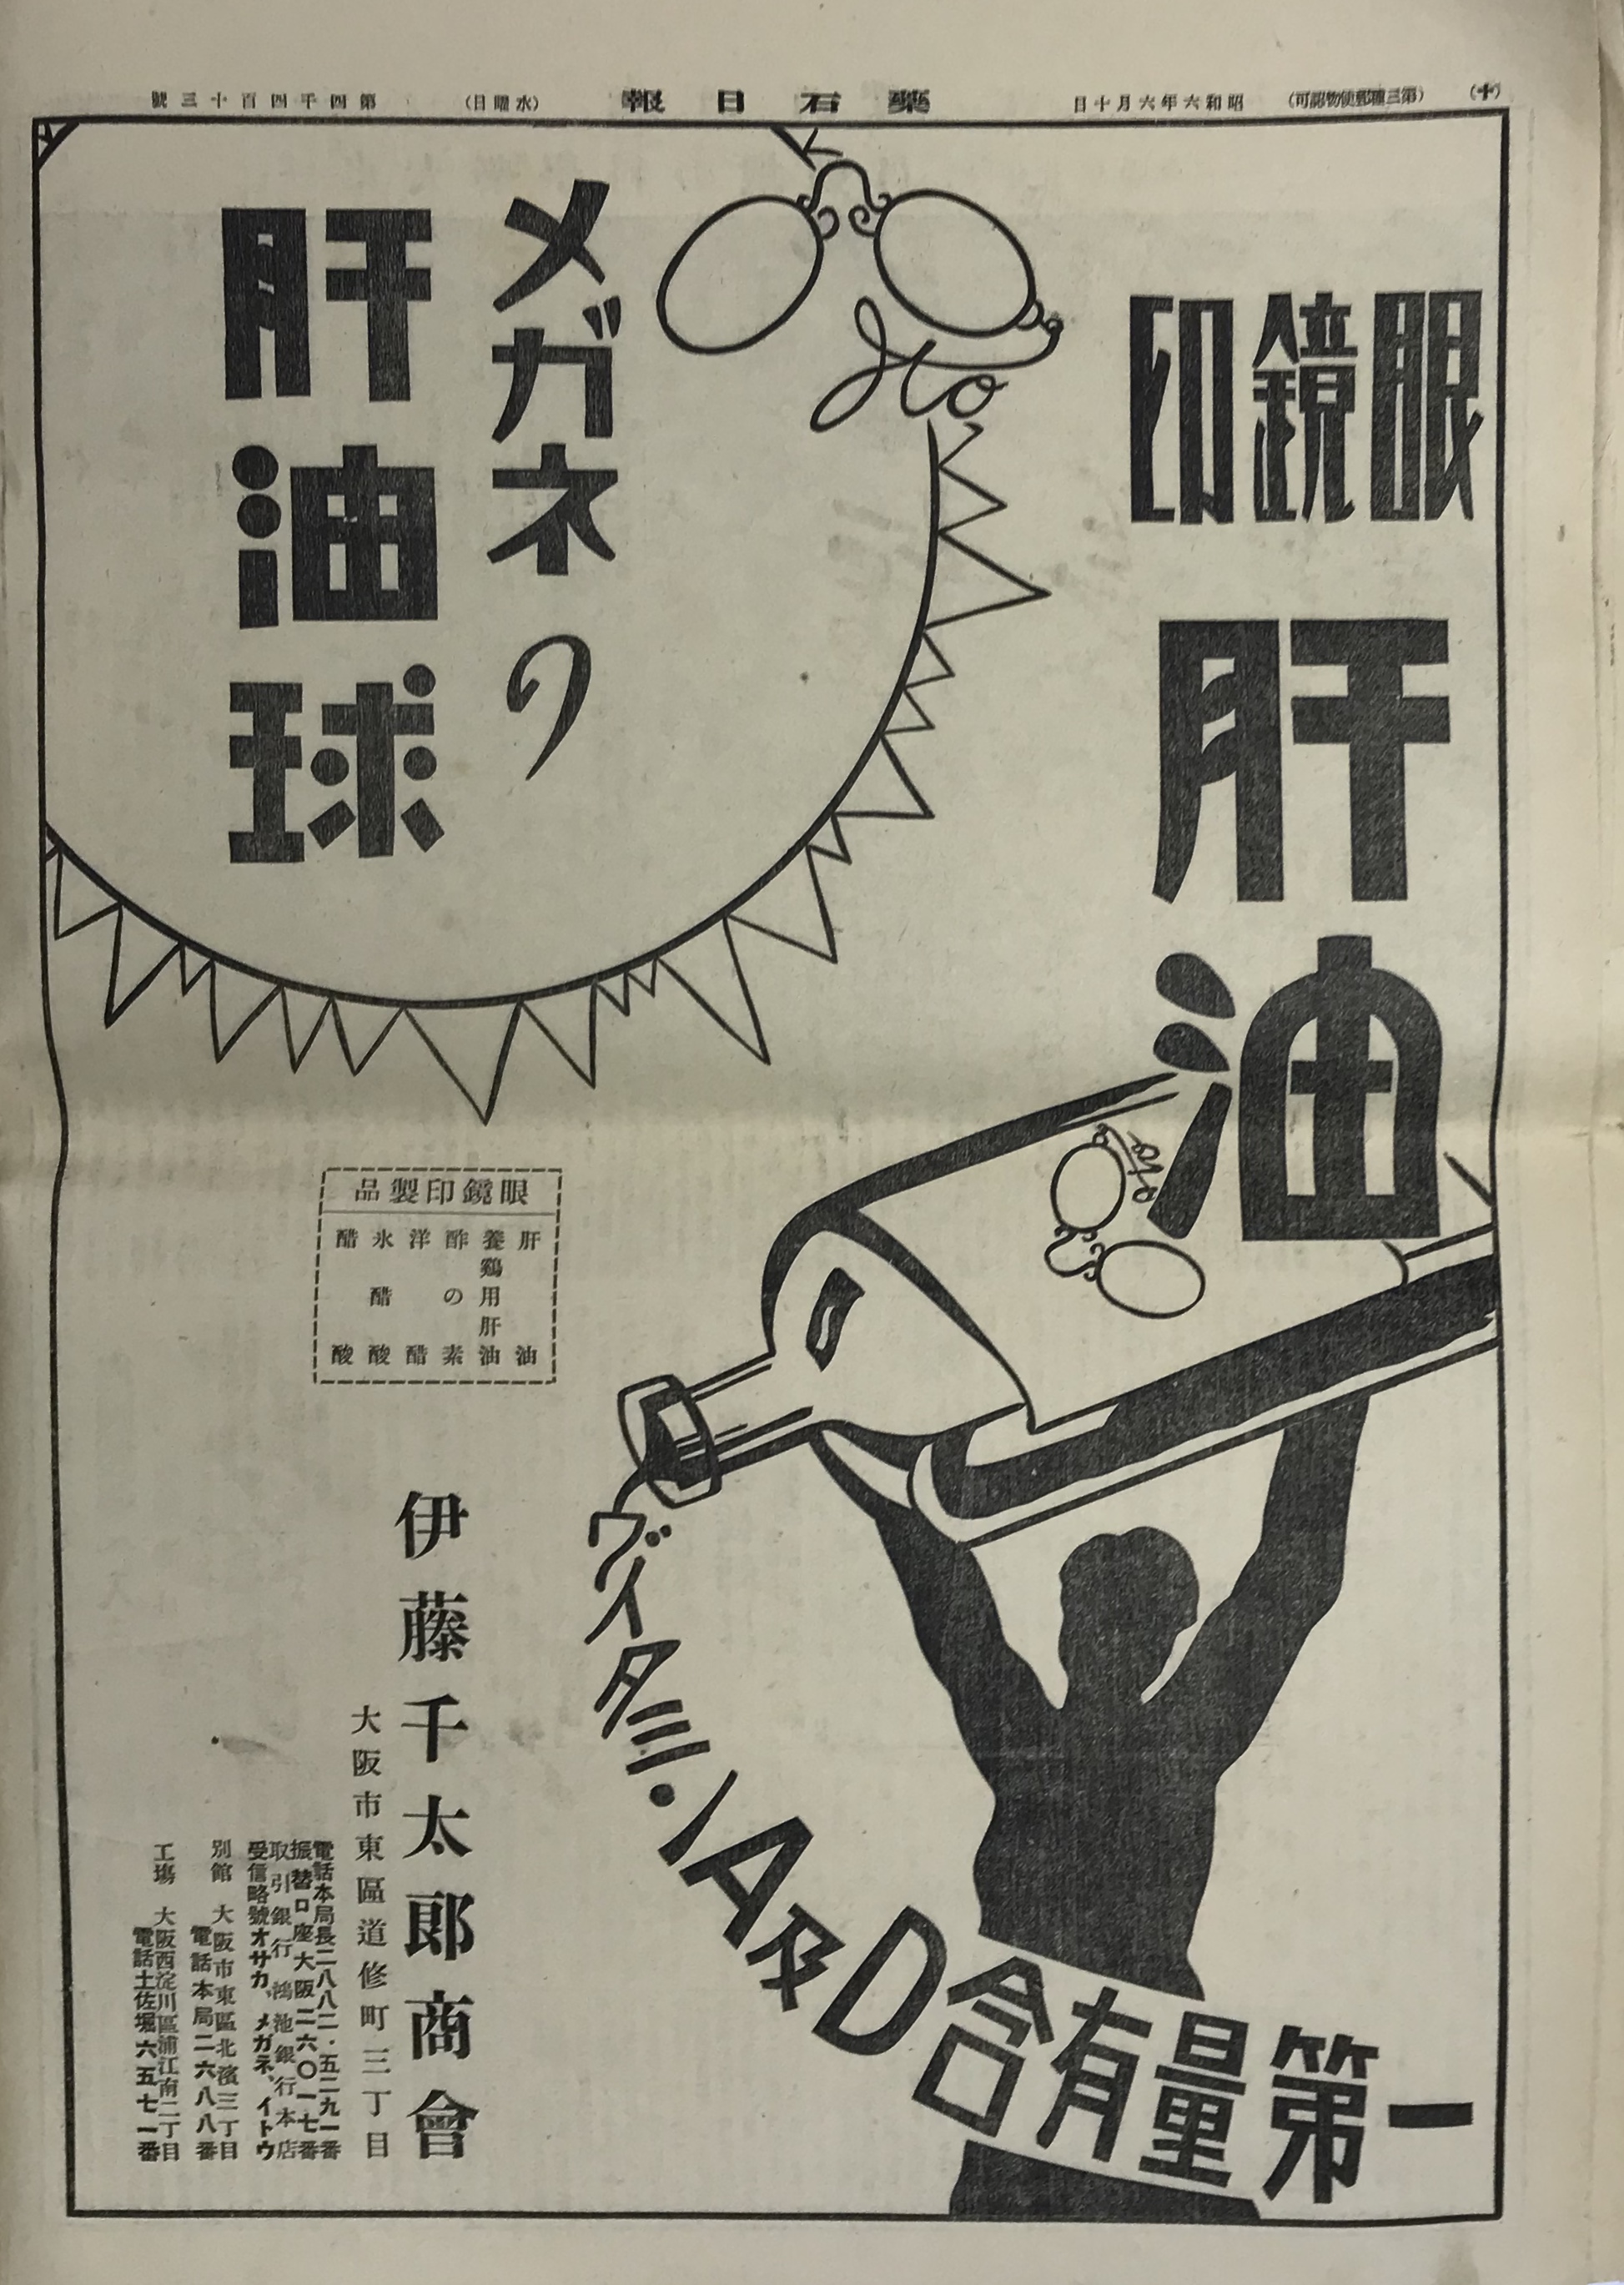 (十)
(第三種郵便物認可)
昭和六年六月十日
藥石日報
(水曜日)
第四千四百十三號
眼鏡印
肝油
Ito
メガネの
肝油球
Ito
ヴィタミンA及D含有量第一
眼鏡印製品
肝油
養鷄用肝油
酢の素
洋醋
氷醋酸
醋酸
伊藤千太郎商會
大阪市東區道修町三丁目
電話本局長二八八二・五二九一番
振替口座大阪二六〇一七番
取引銀行 鴻池銀行本店
受信略號オサカ、メガネ、イトウ
別館 大阪市東區北濱三丁目
電話本局二六八八番
工塲 大阪西淀川區浦江南二丁目
電話土佐堀六五七一番